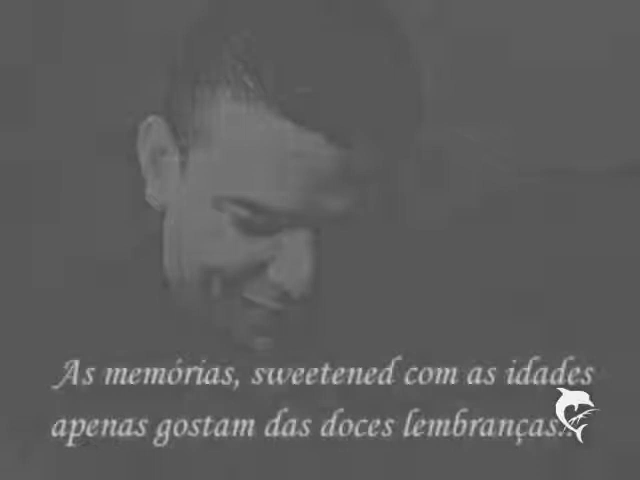 As memórias, sweetened com as idades
apenas gostam das doces lembranças...